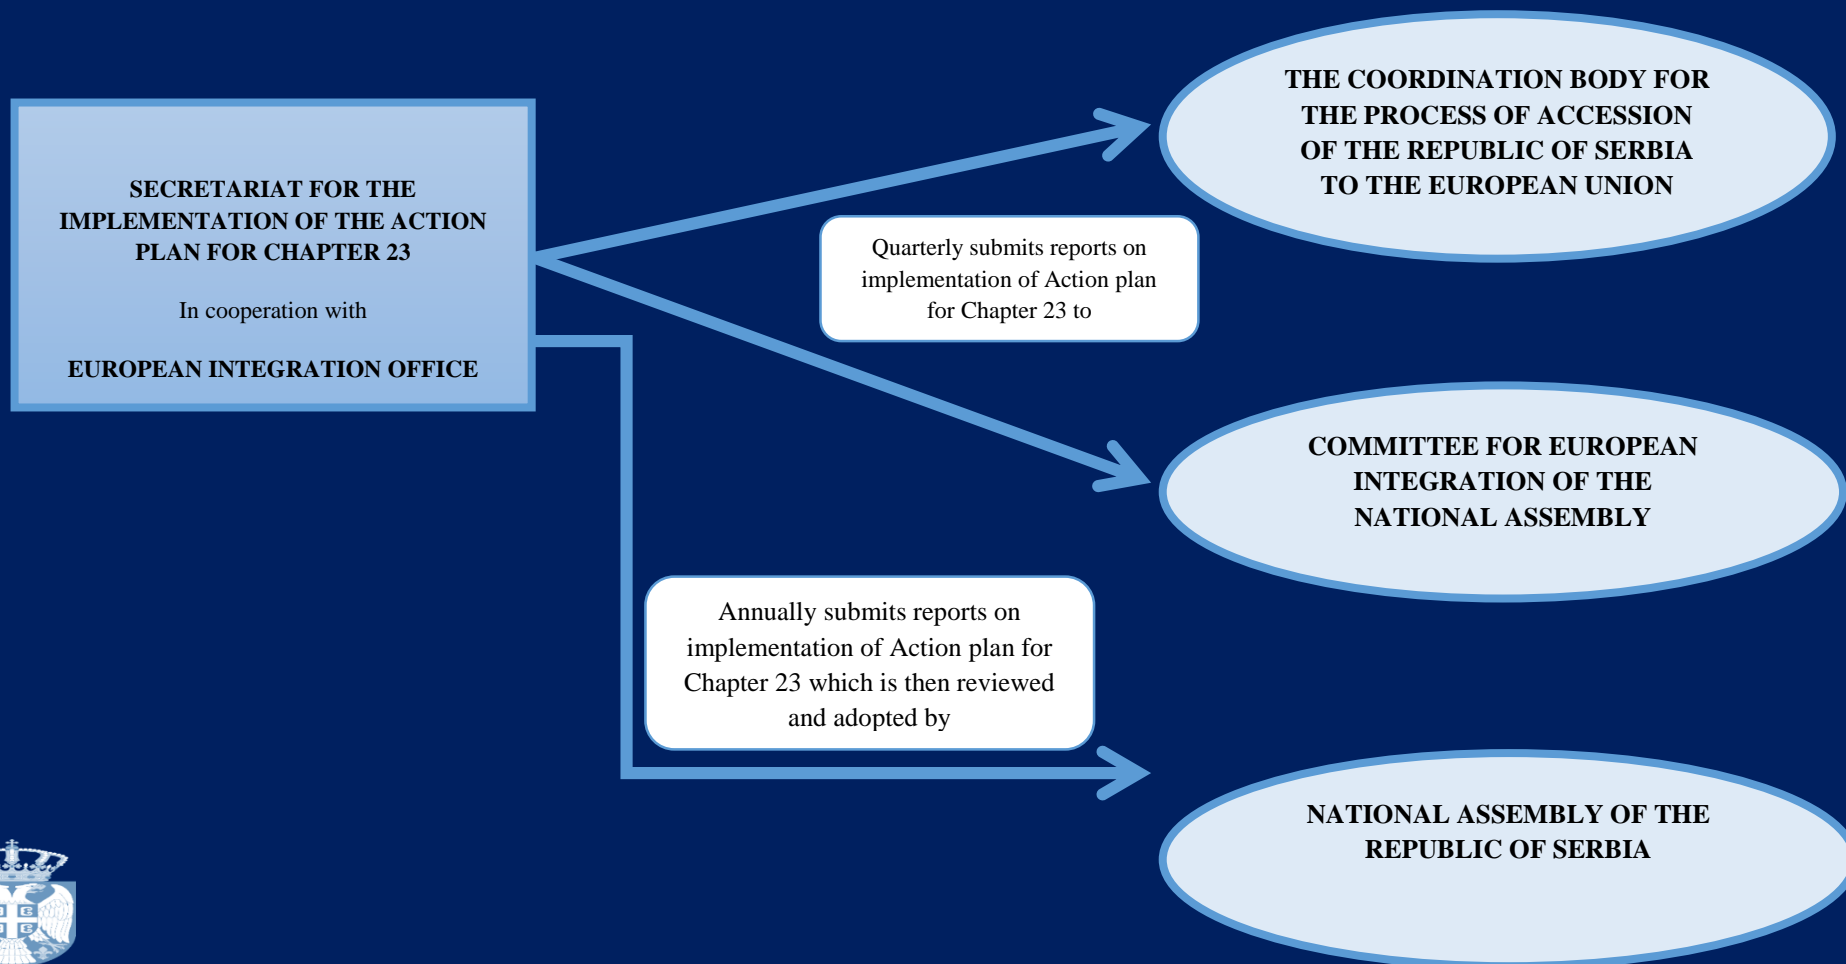 SECRETARIAT FOR THE
IMPLEMENTATION OF THE ACTION
PLAN FOR CHAPTER 23
In cooperation with
EUROPEAN INTEGRATION OFFICE
THE COORDINATION BODY FOR
THE PROCESS OF ACCESSION
OF THE REPUBLIC OF SERBIA
TO THE EUROPEAN UNION
Quarterly submits reports on
implementation of Action plan
for Chapter 23 to
COMMITTEE FOR EUROPEAN
INTEGRATION OF THE
NATIONAL ASSEMBLY
Annually submits reports on
implementation of Action plan for
Chapter 23 which is then reviewed
and adopted by
NATIONAL ASSEMBLY OF THE
REPUBLIC OF SERBIA